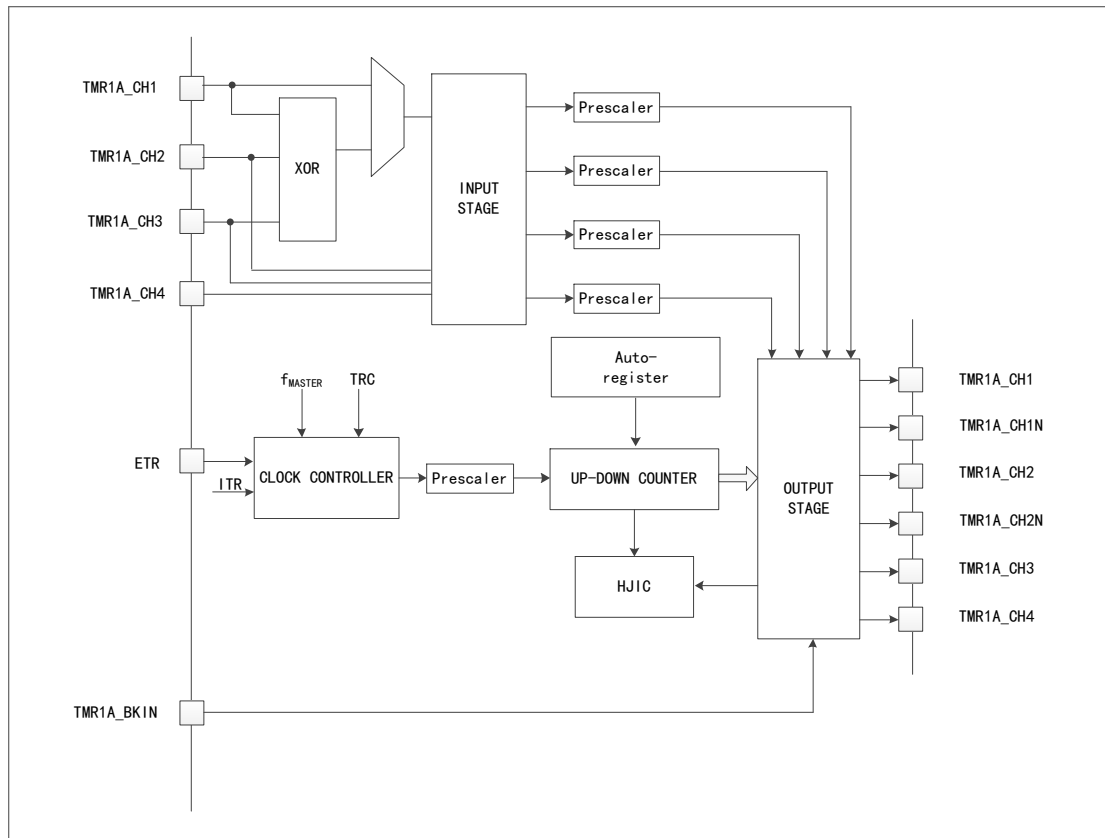 TMR1A_CH1
TMR1A_CH2
TMR1A_CH3
TMR1A_CH4
XOR
INPUT
STAGE
Prescaler
Prescaler
Prescaler
Prescaler
Auto-
register
fMASTER
TRC
ETR
ITR
CLOCK CONTROLLER
Prescaler
UP-DOWN COUNTER
HJIC
OUTPUT
STAGE
TMR1A_CH1
TMR1A_CH1N
TMR1A_CH2
TMR1A_CH2N
TMR1A_CH3
TMR1A_CH4
TMR1A_BKIN